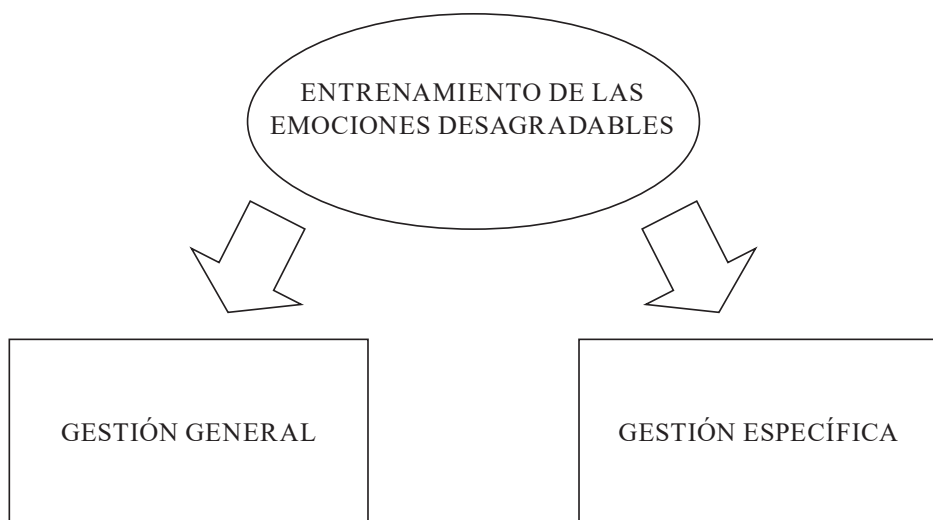 ENTRENAMIENTO DE LAS
EMOCIONES DESAGRADABLES
GESTIÓN GENERAL
GESTIÓN ESPECÍFICA